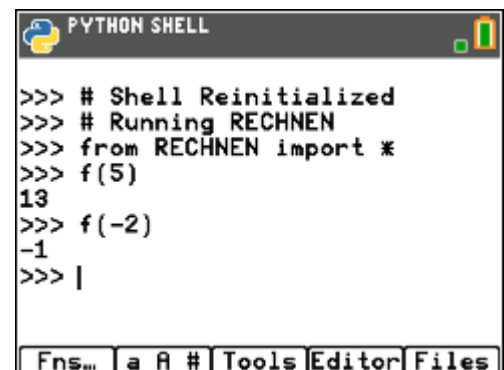 PYTHON SHELL
>>> # Shell Reinitialized
>>> # Running RECHNEN
>>> from RECHNEN import *
>>> f(5)
13
>>> f(-2)
-1
>>> |
Fns… a A # Tools Editor Files